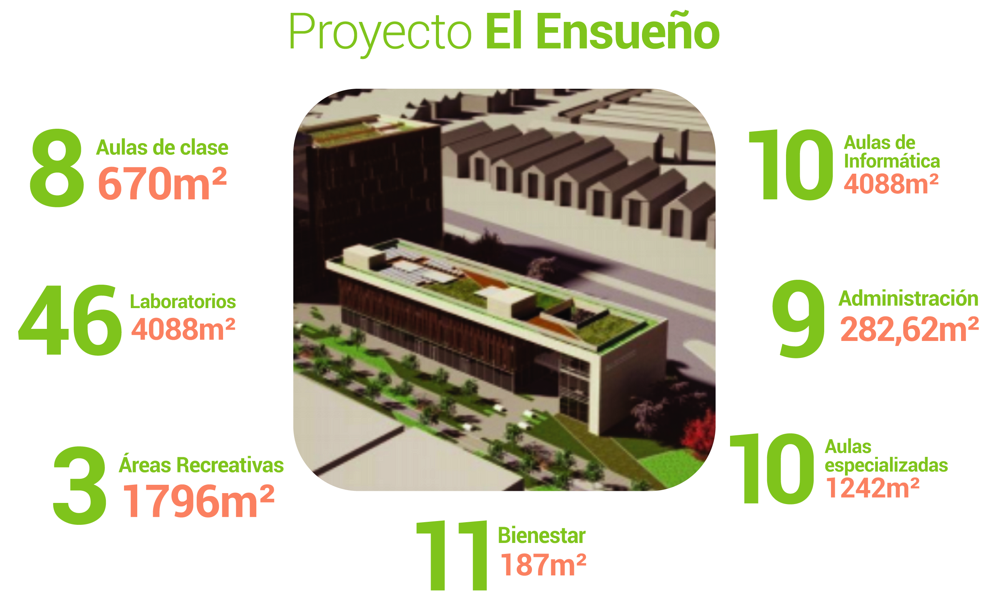 Proyecto El Ensueño
8
Aulas de clase
670m²
46
Laboratorios
4088m²
3
Áreas Recreativas
1796m²
11
Bienestar
187m²
10
Aulas de
Informática
4088m²
9
Administración
282,62m²
10
Aulas
especializadas
1242m²